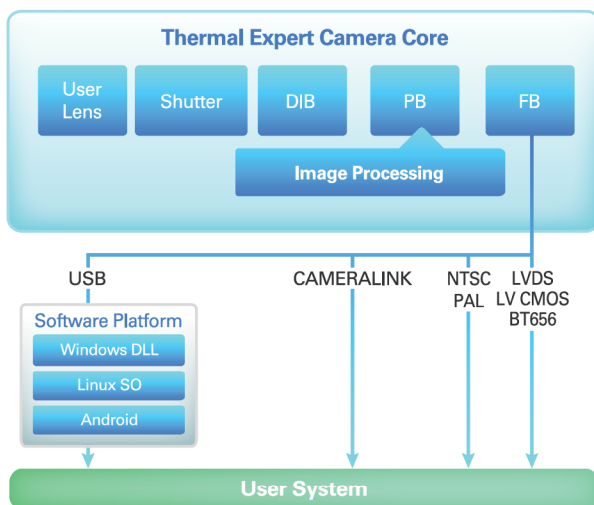 Thermal Expert Camera Core
User
Lens
Shutter
DIB
PB
FB
Image Processing
USB
CAMERALINK
NTSC
PAL
LVDS
LV CMOS
BT656
Software Platform
Windows DLL
Linux SO
Android
User System